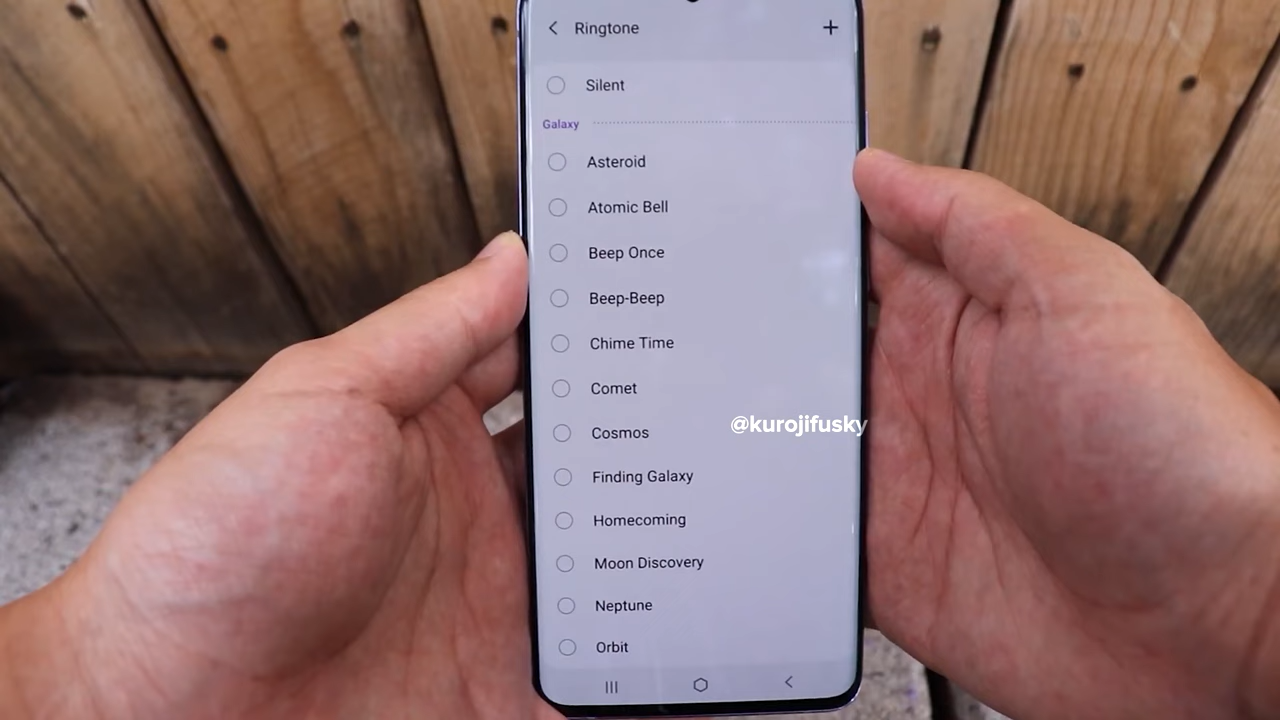 Ringtone
Silent
Galaxy
Asteroid
Atomic Bell
Beep Once
Beep-Beep
Chime Time
Comet
@kurojifusky
Cosmos
Finding Galaxy
Homecoming
Moon Discovery
Neptune
Orbit